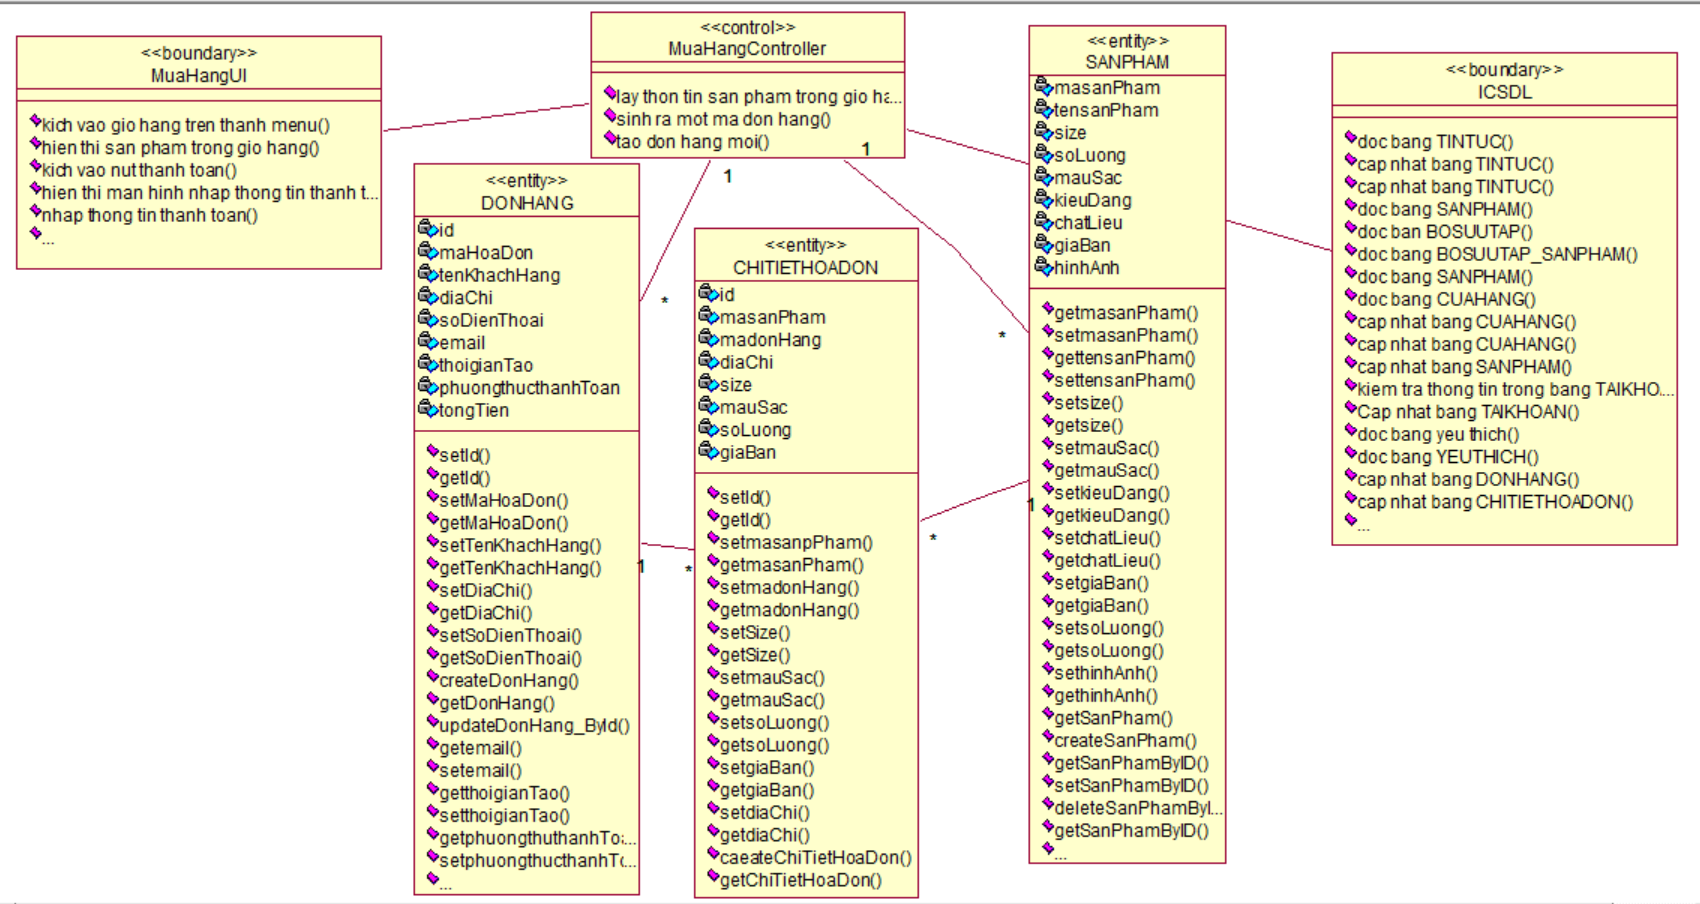 <<boundary>>
MuaHangUI
kich vao gio hang tren thanh menu()
hien thi san pham trong gio hang()
kich vao nut thanh toan()
hien thi man hinh nhap thong tin thanh t...
nhap thong tin thanh toan()
...
<<control>>
MuaHangController
lay thon tin san pham trong gio ha...
sinh ra mot ma don hang()
tao don hang moi()
1
1
*
*
<<entity>>
DONHANG
id
maHoaDon
tenKhachHang
diaChi
soDienThoai
email
thoigianTao
phuongthucthanhToan
tongTien
setId()
getId()
setMaHoaDon()
getMaHoaDon()
setTenKhachHang()
getTenKhachHang()
setDiaChi()
getDiaChi()
setSoDienThoai()
getSoDienThoai()
createDonHang()
getDonHang()
updateDonHang_ById()
getemail()
setemail()
getthoigianTao()
setthoigianTao()
getphuongthuthanhToa...
setphuongthucthanhT(...
...
1
*
<<entity>>
CHITIETHOADON
id
masanPham
madonHang
diaChi
size
mauSac
soLuong
giaBan
setId()
getId()
setmasanpPham()
getmasanPham()
setmadonHang()
getmadonHang()
setSize()
getSize()
setmauSac()
getmauSac()
setsoLuong()
getsoLuong()
setgiaBan()
getgiaBan()
setdiaChi()
getdiaChi()
caeateChiTietHoaDon()
getChiTietHoaDon()
*
1
<<entity>>
SANPHAM
masanPham
tensanPham
size
soLuong
mauSac
kieuDang
chatLieu
giaBan
hinhAnh
getmasanPham()
setmasanPham()
gettensanPham()
settensanPham()
setsize()
getsize()
setmauSac()
getmauSac()
setkieuDang()
getkieuDang()
setchatLieu()
getchatLieu()
setgiaBan()
getgiaBan()
setsoLuong()
getsoLuong()
sethinhAnh()
gethinhAnh()
getSanPham()
createSanPham()
getSanPhamByID()
setSanPhamByID()
deleteSanPhamByI...
getSanPhamByID()
...
<<boundary>>
ICSDL
doc bang TINTUC()
cap nhat bang TINTUC()
cap nhat bang TINTUC()
doc bang SANPHAM()
doc ban BOSUUTAP()
doc bang BOSUUTAP_SANPHAM()
doc bang SANPHAM()
doc bang CUAHANG()
cap nhat bang CUAHANG()
cap nhat bang CUAHANG()
cap nhat bang SANPHAM()
kiem tra thong tin trong bang TAIKHO...
Cap nhat bang TAIKHOAN()
doc bang yeu thich()
doc bang YEUTHICH()
cap nhat bang DONHANG()
cap nhat bang CHITIETHOADON()
...